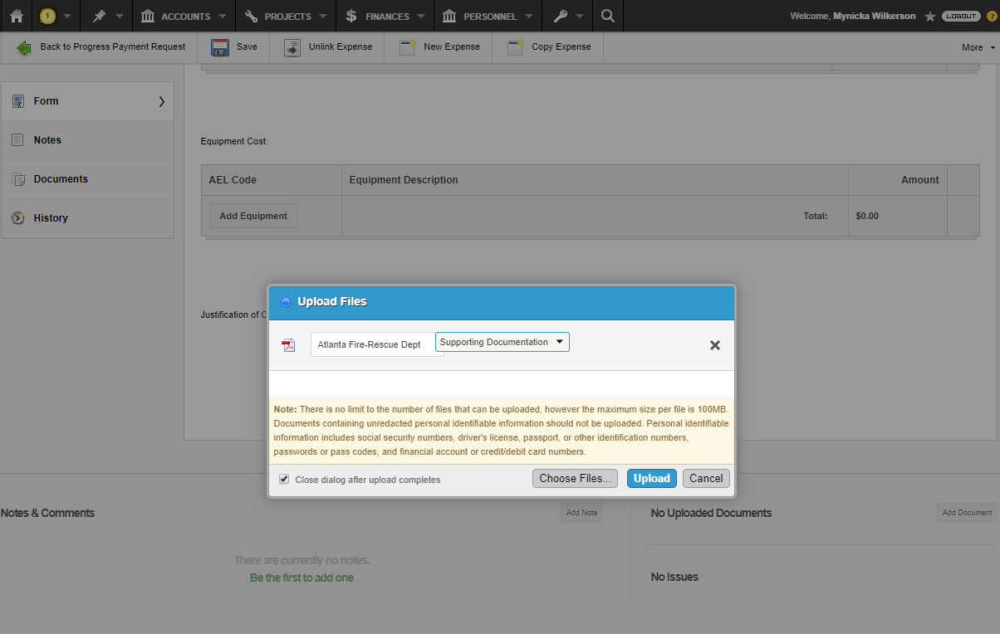 1 ACCOUNTS PROJECTS $ FINANCES PERSONNEL Welcome, Mynicka Wilkerson LOGOUT ?
Back to Progress Payment Request Save Unlink Expense New Expense Copy Expense More
Form
Notes
Documents
History
Equipment Cost:
AEL Code Equipment Description Amount
Add Equipment Total: $0.00
Justification of
Upload Files
Atlanta Fire-Rescue Dept Supporting Documentation
Note: There is no limit to the number of files that can be uploaded, however the maximum size per file is 100MB.
Documents containing unredacted personal identifiable information should not be uploaded. Personal identifiable
information includes social security numbers, driver's license, passport, or other identification numbers,
passwords or pass codes, and financial account or credit/debit card numbers.
Close dialog after upload completes Choose Files... Upload Cancel
Notes & Comments Add Note No Uploaded Documents Add Document
There are currently no notes.
Be the first to add one
No Issues